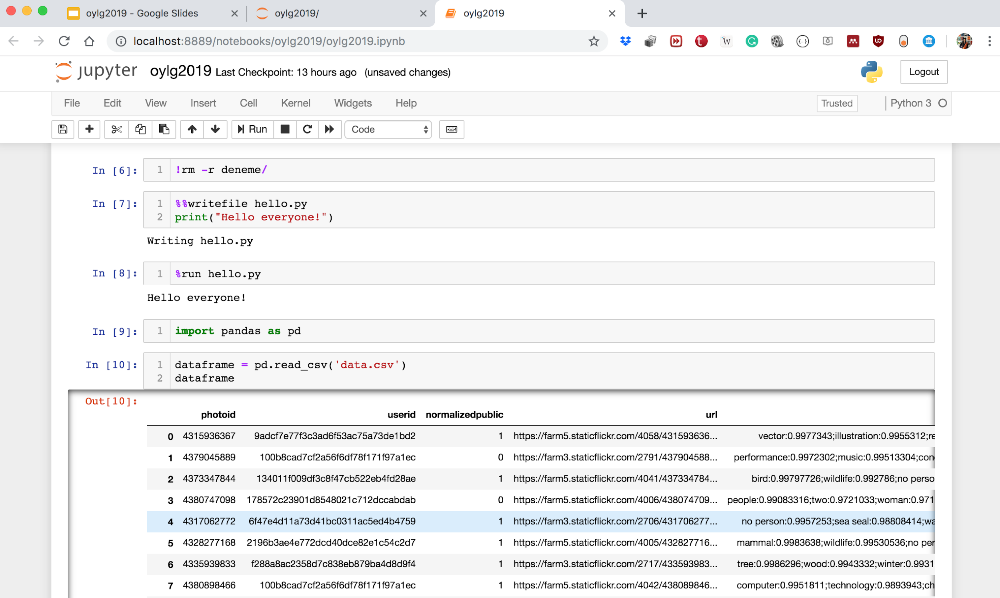 oylg2019 - Google Slides
oylg2019/
oylg2019
localhost:8889/notebooks/oylg2019/oylg2019.ipynb
jupyter oylg2019 Last Checkpoint: 13 hours ago (unsaved changes)
Logout
File Edit View Insert Cell Kernel Widgets Help
Trusted
Python 3
Run
Code
In [6]: 1 !rm -r deneme/
In [7]: 1 %%writefile hello.py
2 print("Hello everyone!")
Writing hello.py
In [8]: 1 %run hello.py
Hello everyone!
In [9]: 1 import pandas as pd
In [10]: 1 dataframe = pd.read_csv('data.csv')
2 dataframe
Out[10]:
photoid userid normalizedpublic url
0 4315936367 9adcf7e77f3c3ad6f53ac75a73de1bd2 1 https://farm5.staticflickr.com/4058/431593636... vector:0.9977343;illustration:0.9955312;re
1 4379045889 100b8cad7cf2a56f6df78f171f97a1ec 0 https://farm3.staticflickr.com/2791/437904588... performance:0.9972302;music:0.99513304;con
2 4373347844 134011f009df3c8f47cb522eb4fd28ae 1 https://farm5.staticflickr.com/4041/437334784... bird:0.99797726;wildlife:0.992786;no perso
3 4380747098 178572c23901d8548021c712dccabdab 0 https://farm5.staticflickr.com/4006/438074709... people:0.99083316;two:0.9721033;woman:0.971
4 4317062772 6f47e4d11a73d41bc0311ac5ed4b4759 1 https://farm3.staticflickr.com/2706/431706277... no person:0.9957253;sea seal:0.98808414;wa
5 4328277168 2196b3ae4e772dcd40dce82e1c54c2d7 1 https://farm5.staticflickr.com/4005/432827716... mammal:0.9983638;wildlife:0.99530536;no per
6 4335939833 f288a8ac2358d7c838eb879ba4d8d9f4 1 https://farm3.staticflickr.com/2717/433593983... tree:0.9986296;wood:0.9943332;winter:0.9931
7 4380898466 100b8cad7cf2a56f6df78f171f97a1ec 1 https://farm5.staticflickr.com/4042/438089846... computer:0.9951811;technology:0.9893943;ch